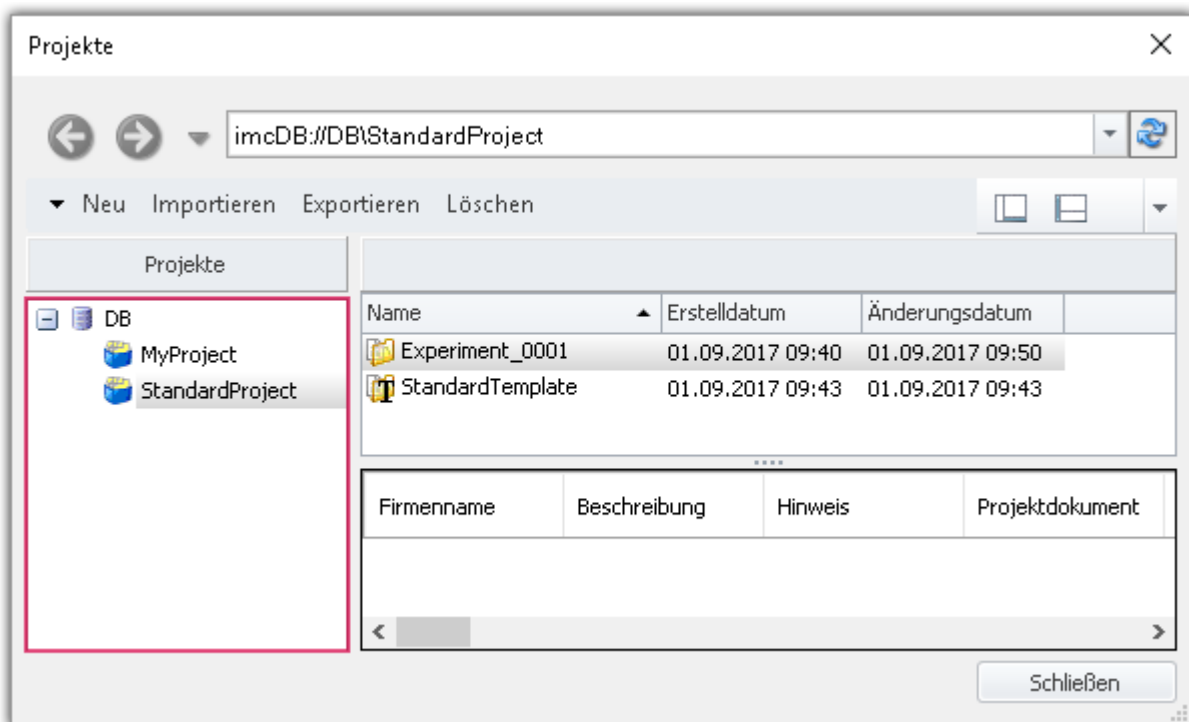 Projekte
imcDB://DB\StandardProject
Neu Importieren Exportieren Löschen
Projekte
DB
MyProject
StandardProject
Name Erstelldatum Änderungsdatum
Experiment_0001 01.09.2017 09:40 01.09.2017 09:50
StandardTemplate 01.09.2017 09:43 01.09.2017 09:43
Firmenname Beschreibung Hinweis Projektdokument
Schließen